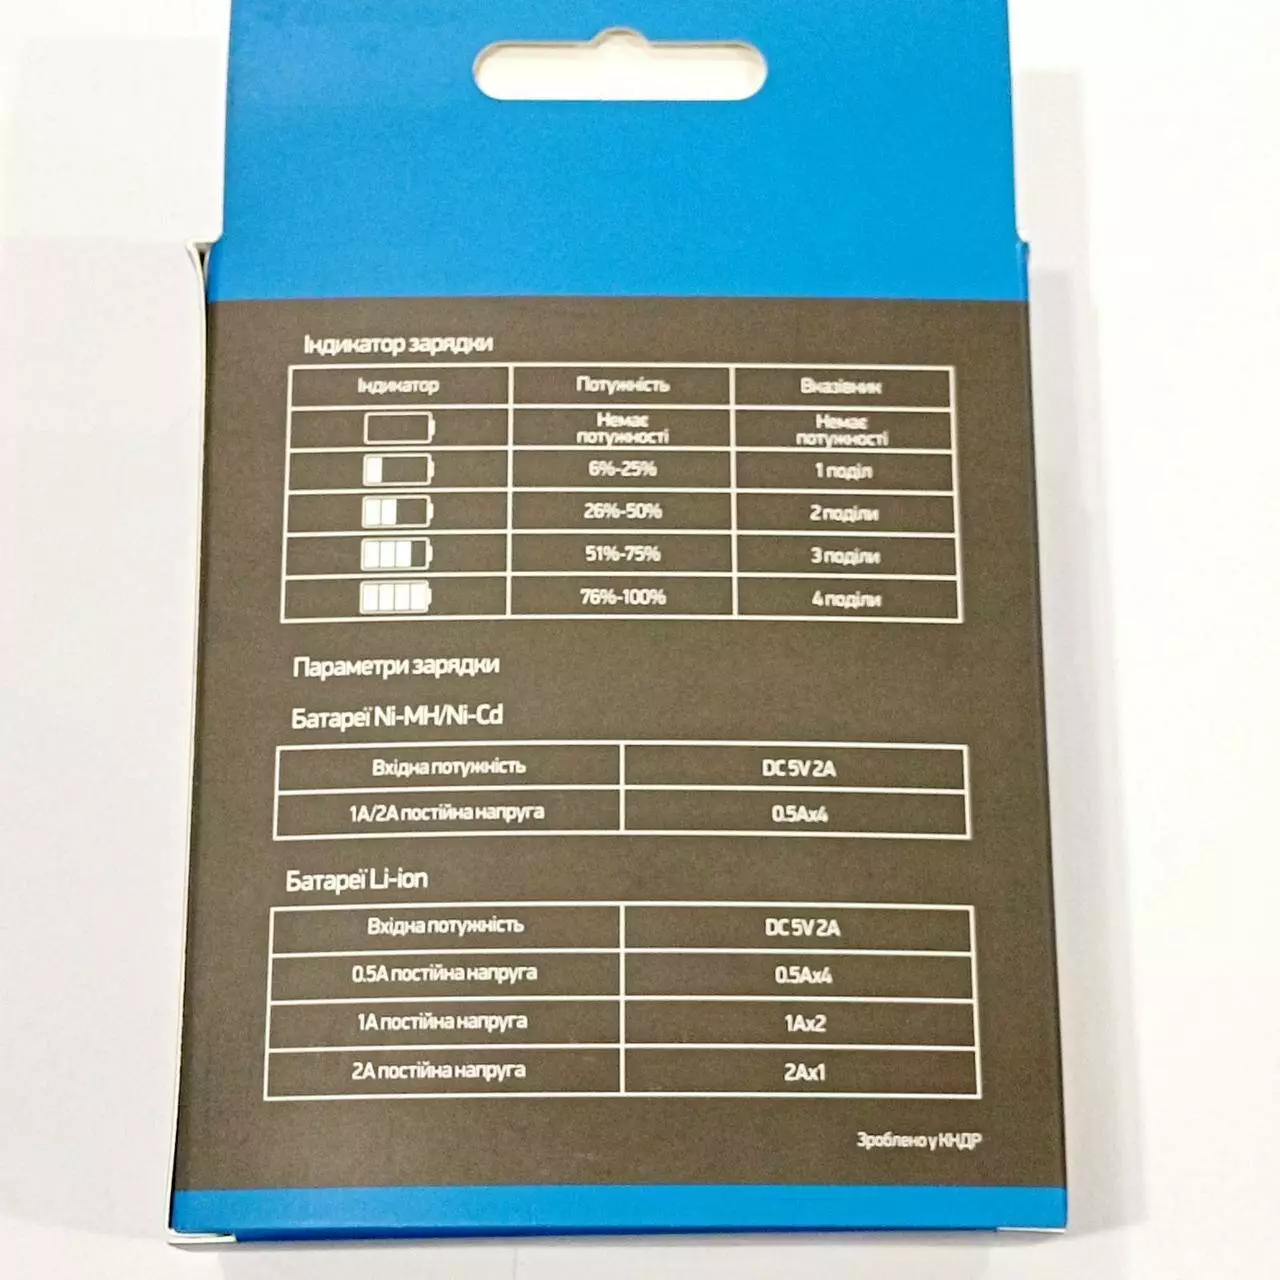 Індикатор зарядки
Індикатор Потужність Вказівник
Немає потужності Немає потужності
6%-25% 1 поділ
26%-50% 2 поділи
51%-75% 3 поділи
76%-100% 4 поділи
Параметри зарядки
Батареї Ni-MH/Ni-Cd
Вхідна потужність DC 5V 2A
1A/2A постійна напруга 0.5Ax4
Батареї Li-ion
Вхідна потужність DC 5V 2A
0.5A постійна напруга 0.5Ax4
1A постійна напруга 1Ax2
2A постійна напруга 2Ax1
Зроблено у КНДР